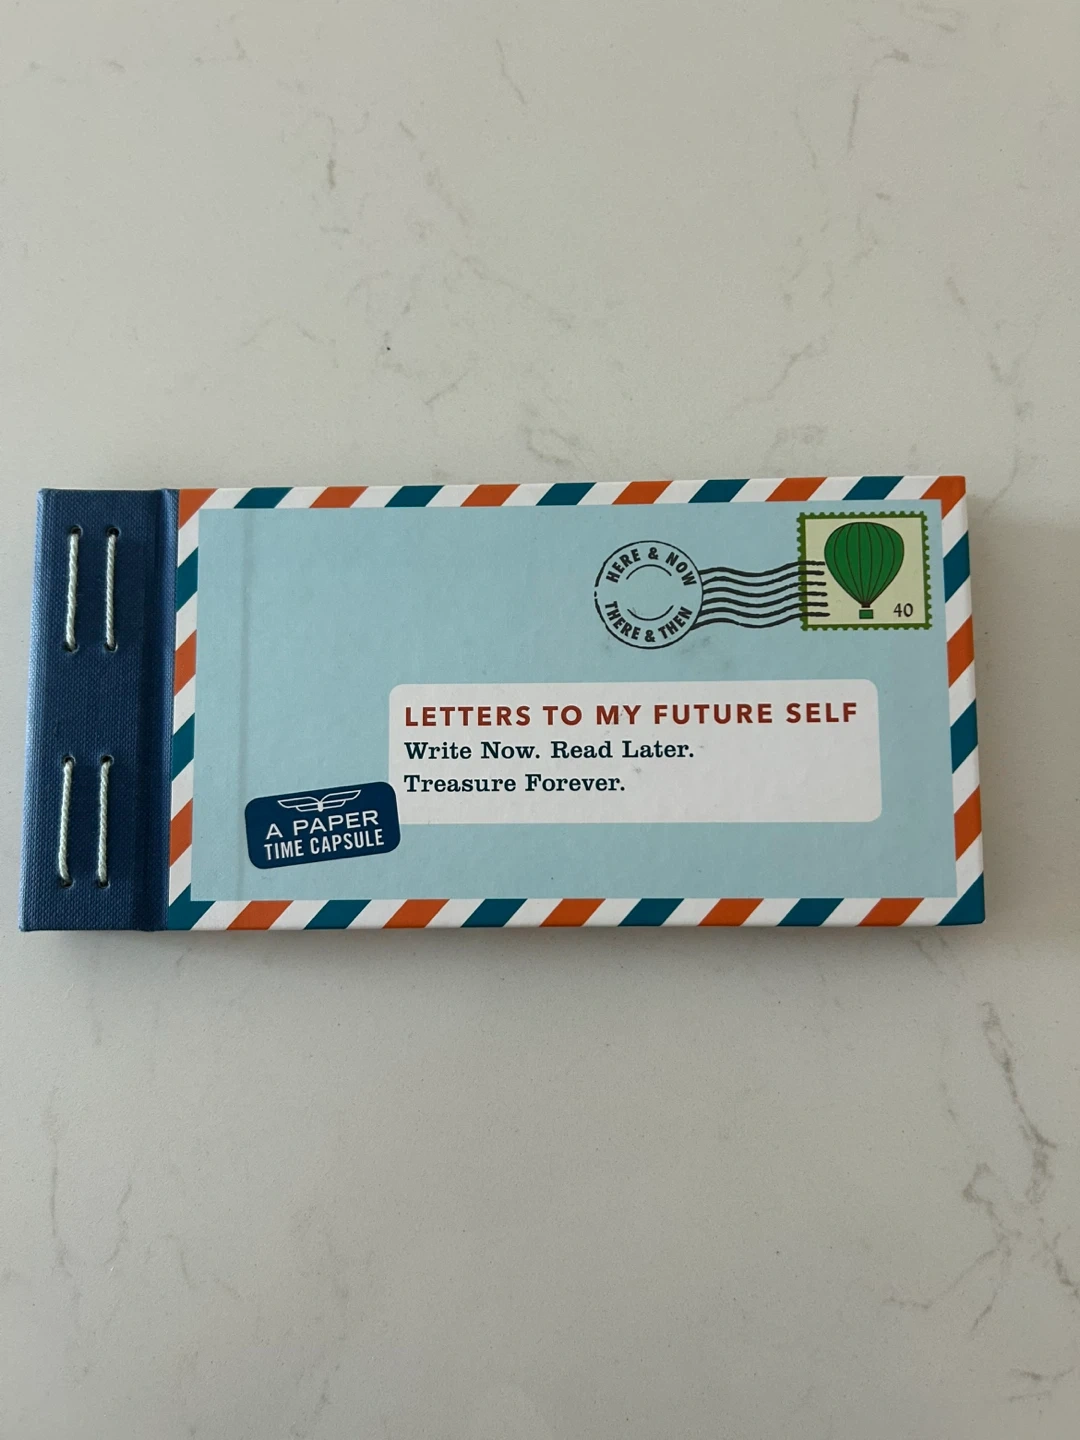 HERE & NOW
THERE & THEN
40
LETTERS TO MY FUTURE SELF
Write Now. Read Later.
Treasure Forever.
A PAPER
TIME CAPSULE